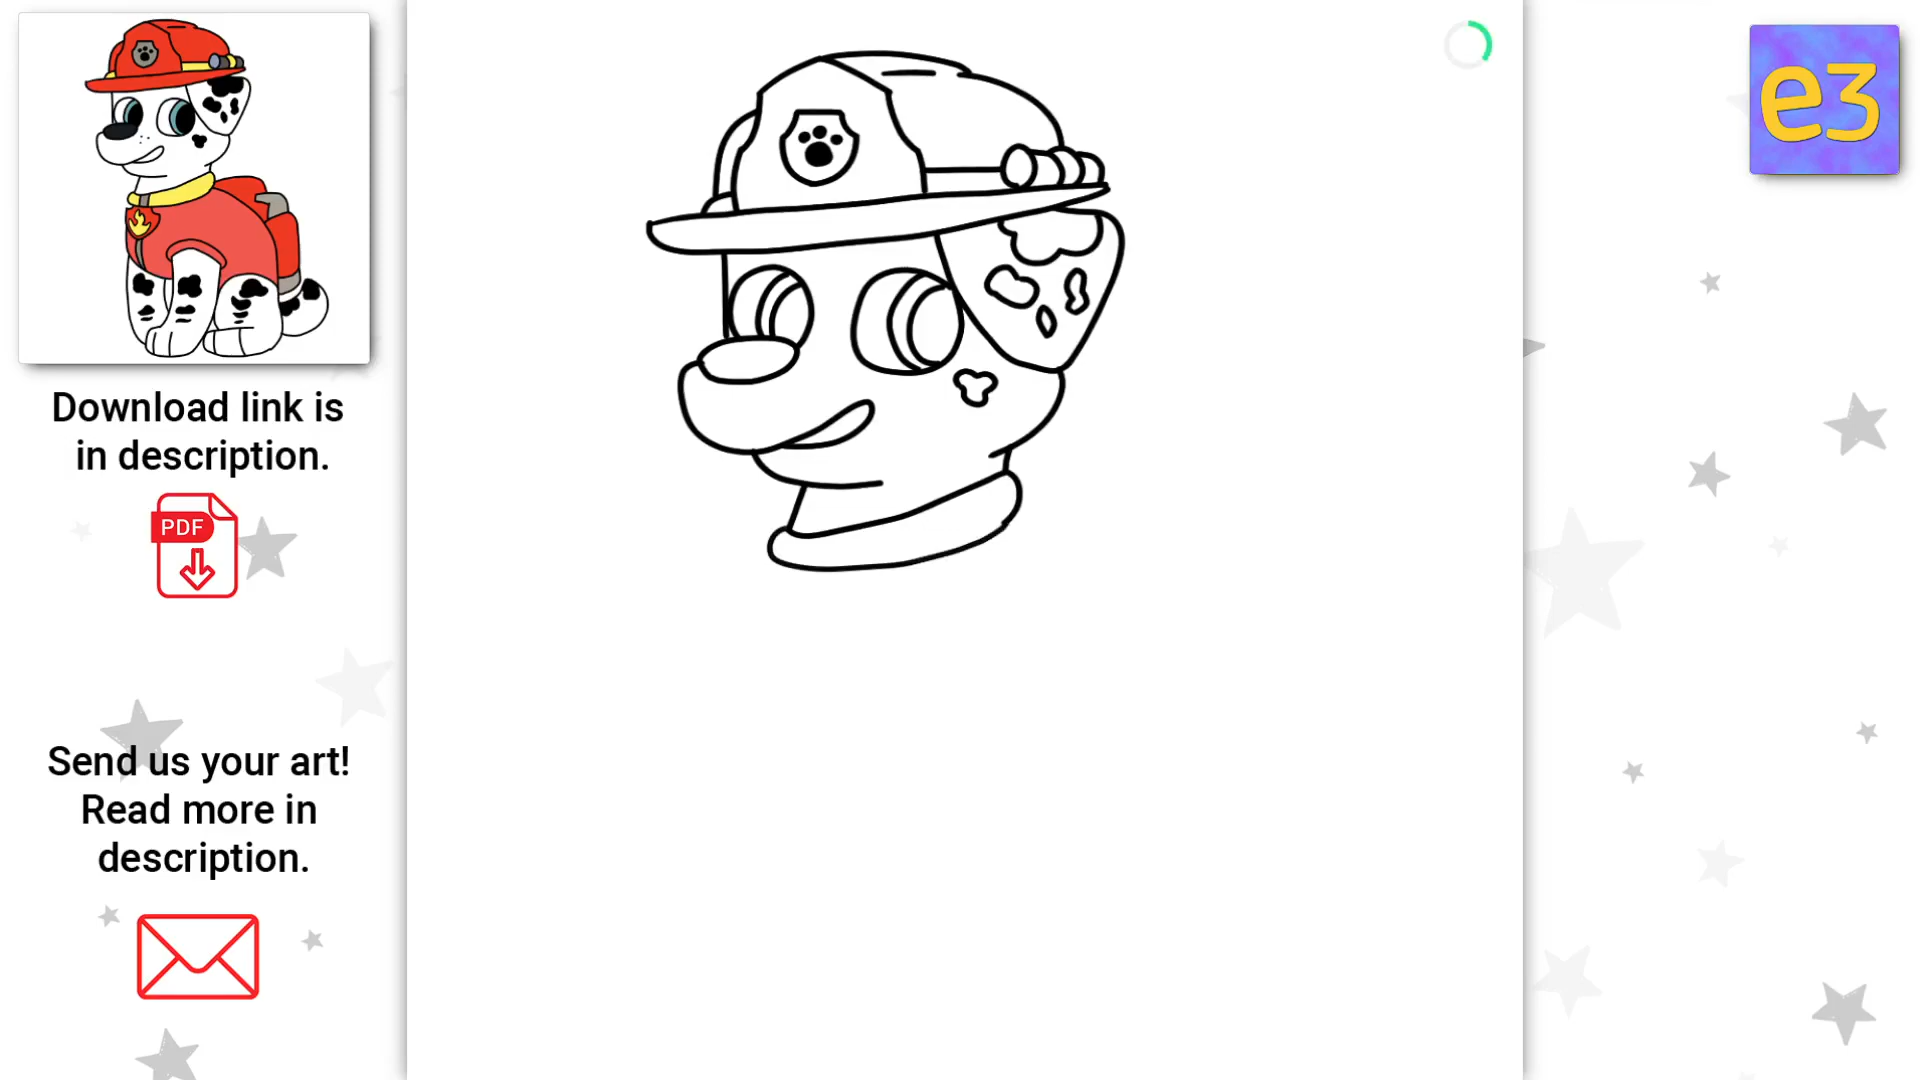 Download link is
in description.
PDF
Send us your art!
Read more in
description.
e3